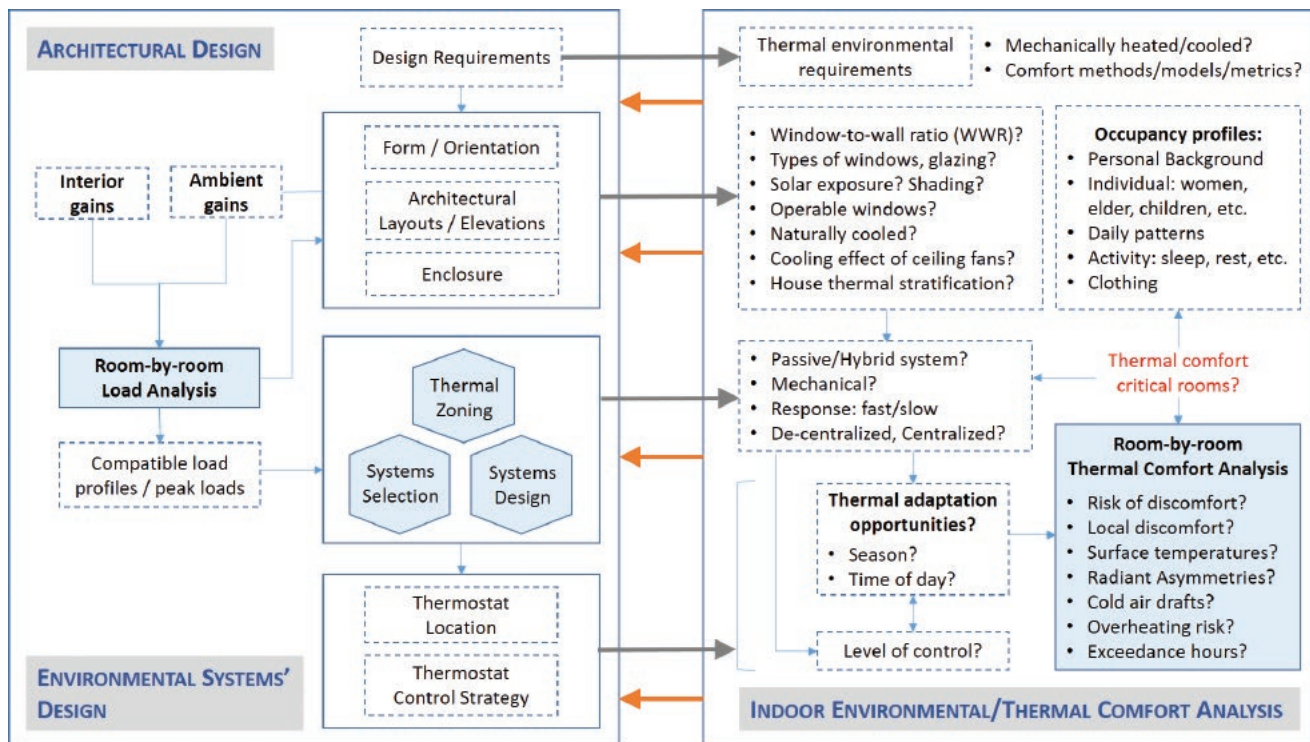 ARCHITECTURAL DESIGN
Design Requirements
Form / Orientation
Architectural
Layouts / Elevations
Enclosure
Interior
gains
Ambient
gains
Room-by-room
Load Analysis
Compatible load
profiles / peak loads
Thermal
Zoning
Systems
Selection
Systems
Design
Thermostat
Location
Thermostat
Control Strategy
ENVIRONMENTAL SYSTEMS'
DESIGN
Thermal environmental
requirements
• Mechanically heated/cooled?
• Comfort methods/models/metrics?
• Window-to-wall ratio (WWR)?
• Types of windows, glazing?
• Solar exposure? Shading?
• Operable windows?
• Naturally cooled?
• Cooling effect of ceiling fans?
• House thermal stratification?
Occupancy profiles:
• Personal Background
• Individual: women,
elder, children, etc.
• Daily patterns
• Activity: sleep, rest, etc.
• Clothing
• Passive/Hybrid system?
• Mechanical?
• Response: fast/slow
• De-centralized, Centralized?
Thermal comfort
critical rooms?
Thermal adaptation
opportunities?
• Season?
• Time of day?
Level of control?
Room-by-room
Thermal Comfort Analysis
• Risk of discomfort?
• Local discomfort?
• Surface temperatures?
• Radiant Asymmetries?
• Cold air drafts?
• Overheating risk?
• Exceedance hours?
INDOOR ENVIRONMENTAL/THERMAL COMFORT ANALYSIS